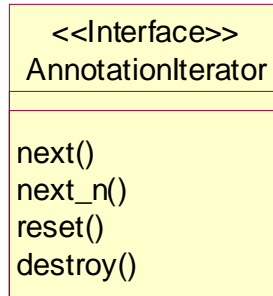 <<Interface>>
AnnotationIterator
next()
next_n()
reset()
destroy()